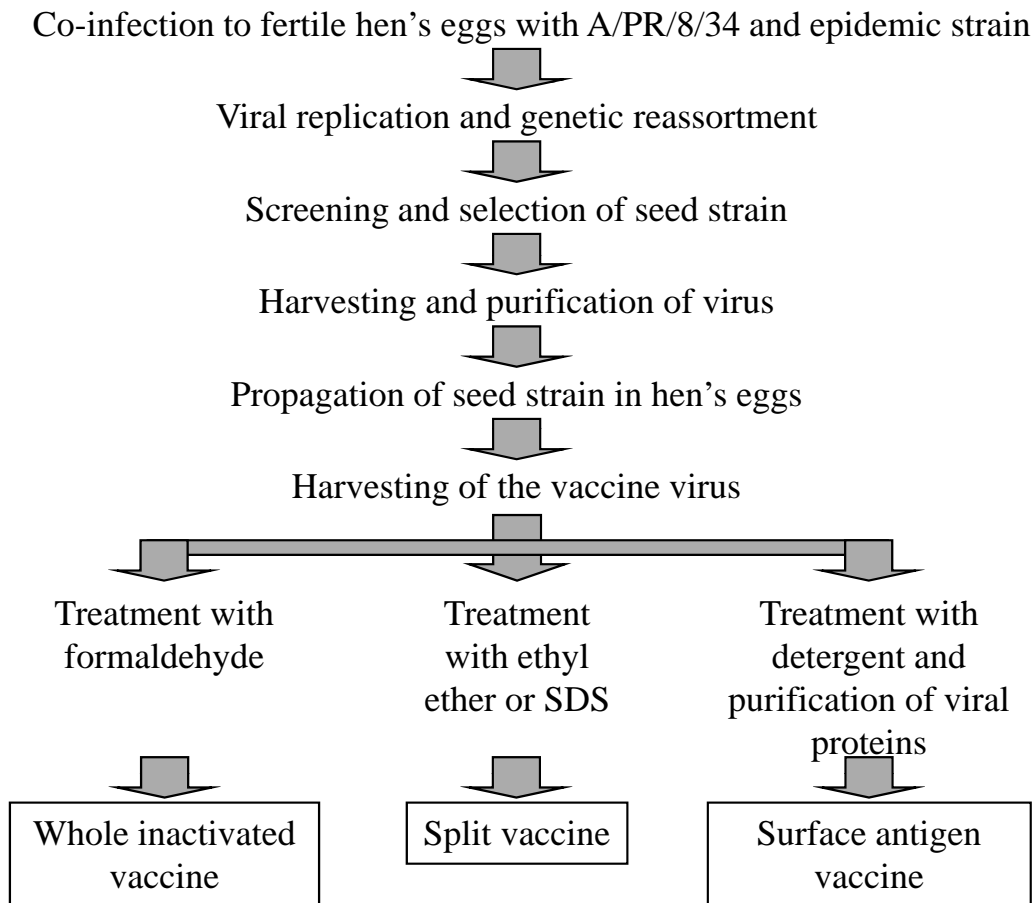 Co-infection to fertile hen's eggs with A/PR/8/34 and epidemic strain
Viral replication and genetic reassortment
Screening and selection of seed strain
Harvesting and purification of virus
Propagation of seed strain in hen's eggs
Harvesting of the vaccine virus
Treatment with
formaldehyde
Treatment
with ethyl
ether or SDS
Treatment with
detergent and
purification of viral
proteins
Whole inactivated
vaccine
Split vaccine
Surface antigen
vaccine